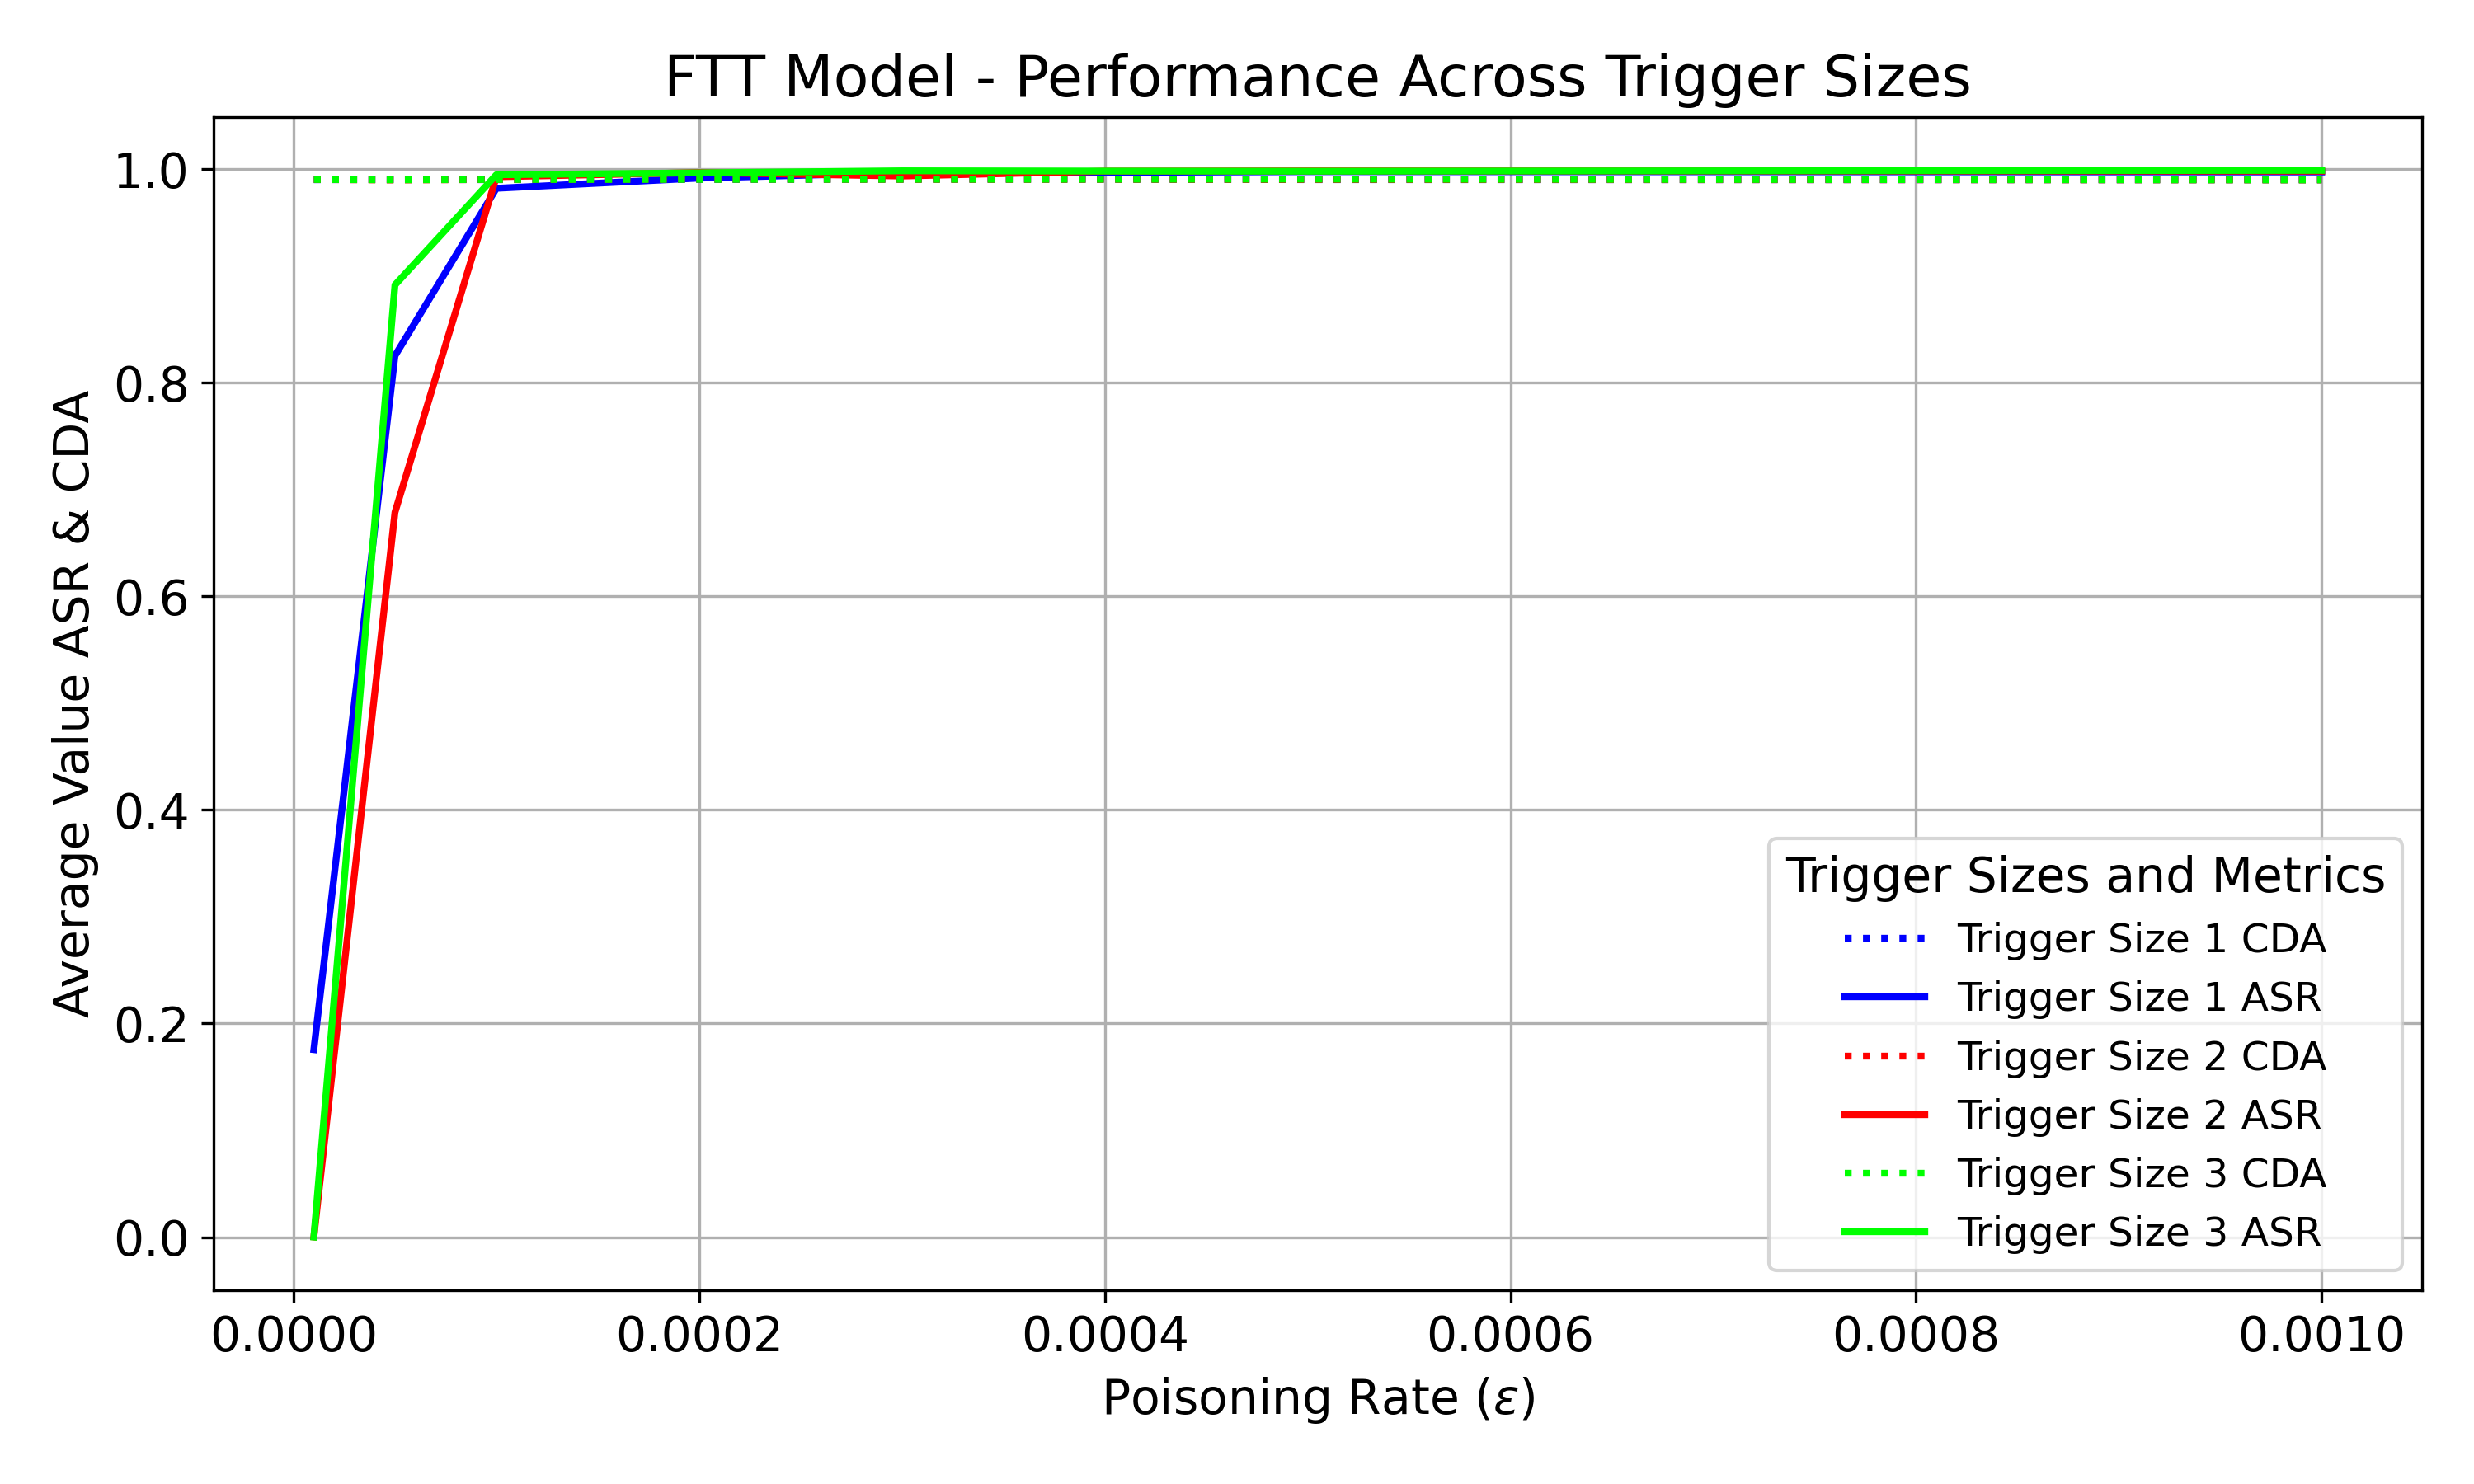 FTT Model - Performance Across Trigger Sizes
Average Value ASR & CDA
1.0
0.8
0.6
0.4
0.2
0.0
Trigger Sizes and Metrics
Trigger Size 1 CDA
Trigger Size 1 ASR
Trigger Size 2 CDA
Trigger Size 2 ASR
Trigger Size 3 CDA
Trigger Size 3 ASR
0.0000 0.0002 0.0004 0.0006 0.0008 0.0010
Poisoning Rate (ε)